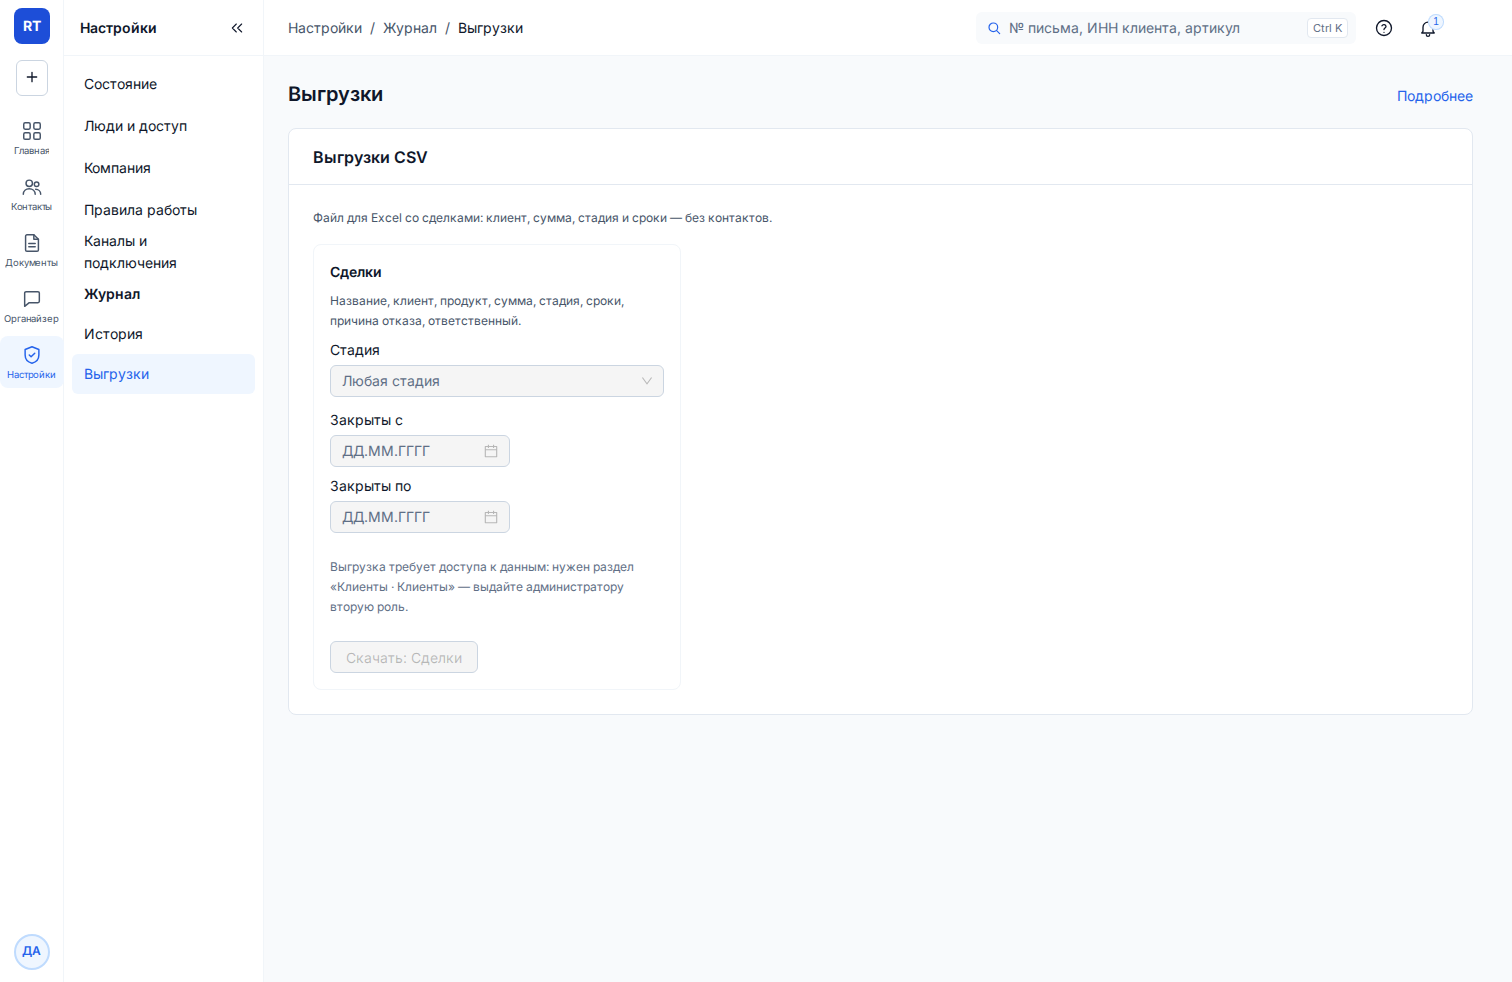 RT
Главная
Контакты
Документы
Органайзер
Настройки
ДА
Настройки
Состояние
Люди и доступ
Компания
Правила работы
Каналы и
подключения
Журнал
История
Выгрузки
Настройки / Журнал / Выгрузки
№ письма, ИНН клиента, артикул
Ctrl K
1
Выгрузки
Подробнее
Выгрузки CSV
Файл для Excel со сделками: клиент, сумма, стадия и сроки — без контактов.
Сделки
Название, клиент, продукт, сумма, стадия, сроки,
причина отказа, ответственный.
Стадия
Любая стадия
Закрыты с
ДД.ММ.ГГГГ
Закрыты по
ДД.ММ.ГГГГ
Выгрузка требует доступа к данным: нужен раздел
«Клиенты · Клиенты» — выдайте администратору
вторую роль.
Скачать: Сделки